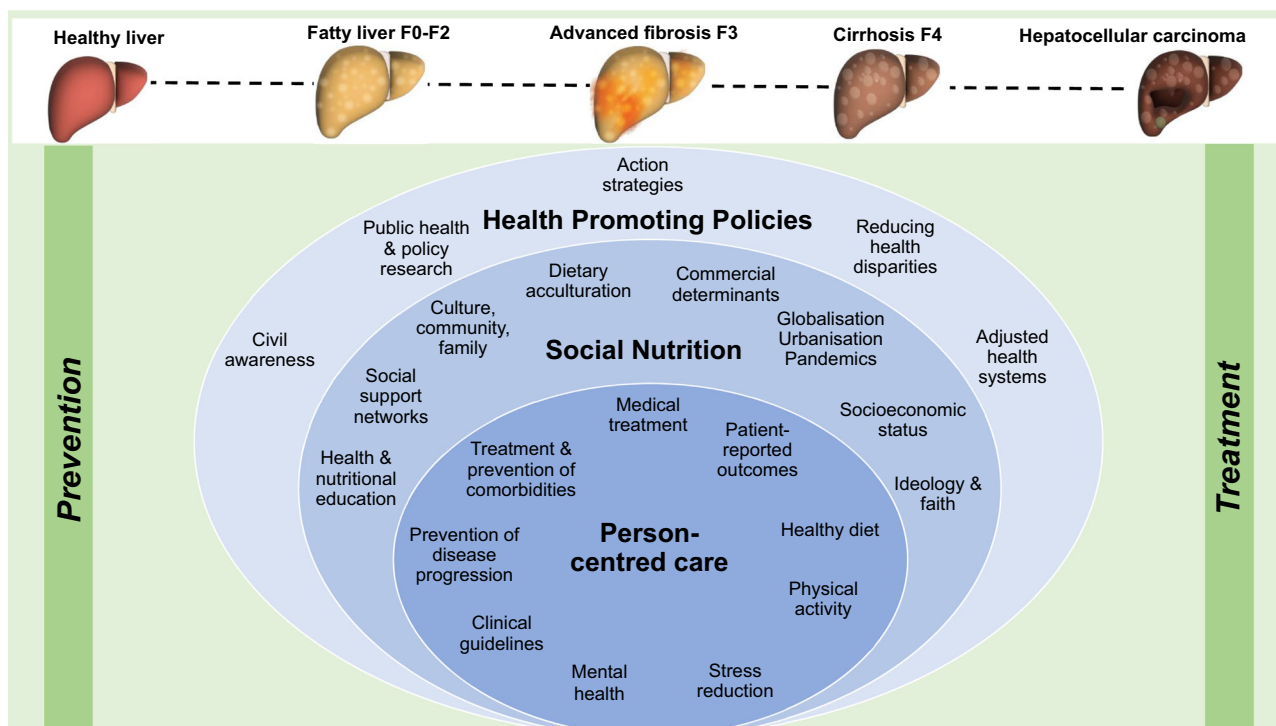 Healthy liver
Fatty liver F0-F2
Advanced fibrosis F3
Cirrhosis F4
Hepatocellular carcinoma
Prevention
Treatment
Action
strategies
Health Promoting Policies
Public health
& policy
research
Reducing
health
disparities
Civil
awareness
Adjusted
health
systems
Dietary
acculturation
Commercial
determinants
Culture,
community,
family
Globalisation
Urbanisation
Pandemics
Social Nutrition
Social
support
networks
Socioeconomic
status
Health &
nutritional
education
Ideology &
faith
Medical
treatment
Patient-
reported
outcomes
Treatment &
prevention of
comorbidities
Person-
centred care
Healthy diet
Prevention of
disease
progression
Physical
activity
Clinical
guidelines
Mental
health
Stress
reduction